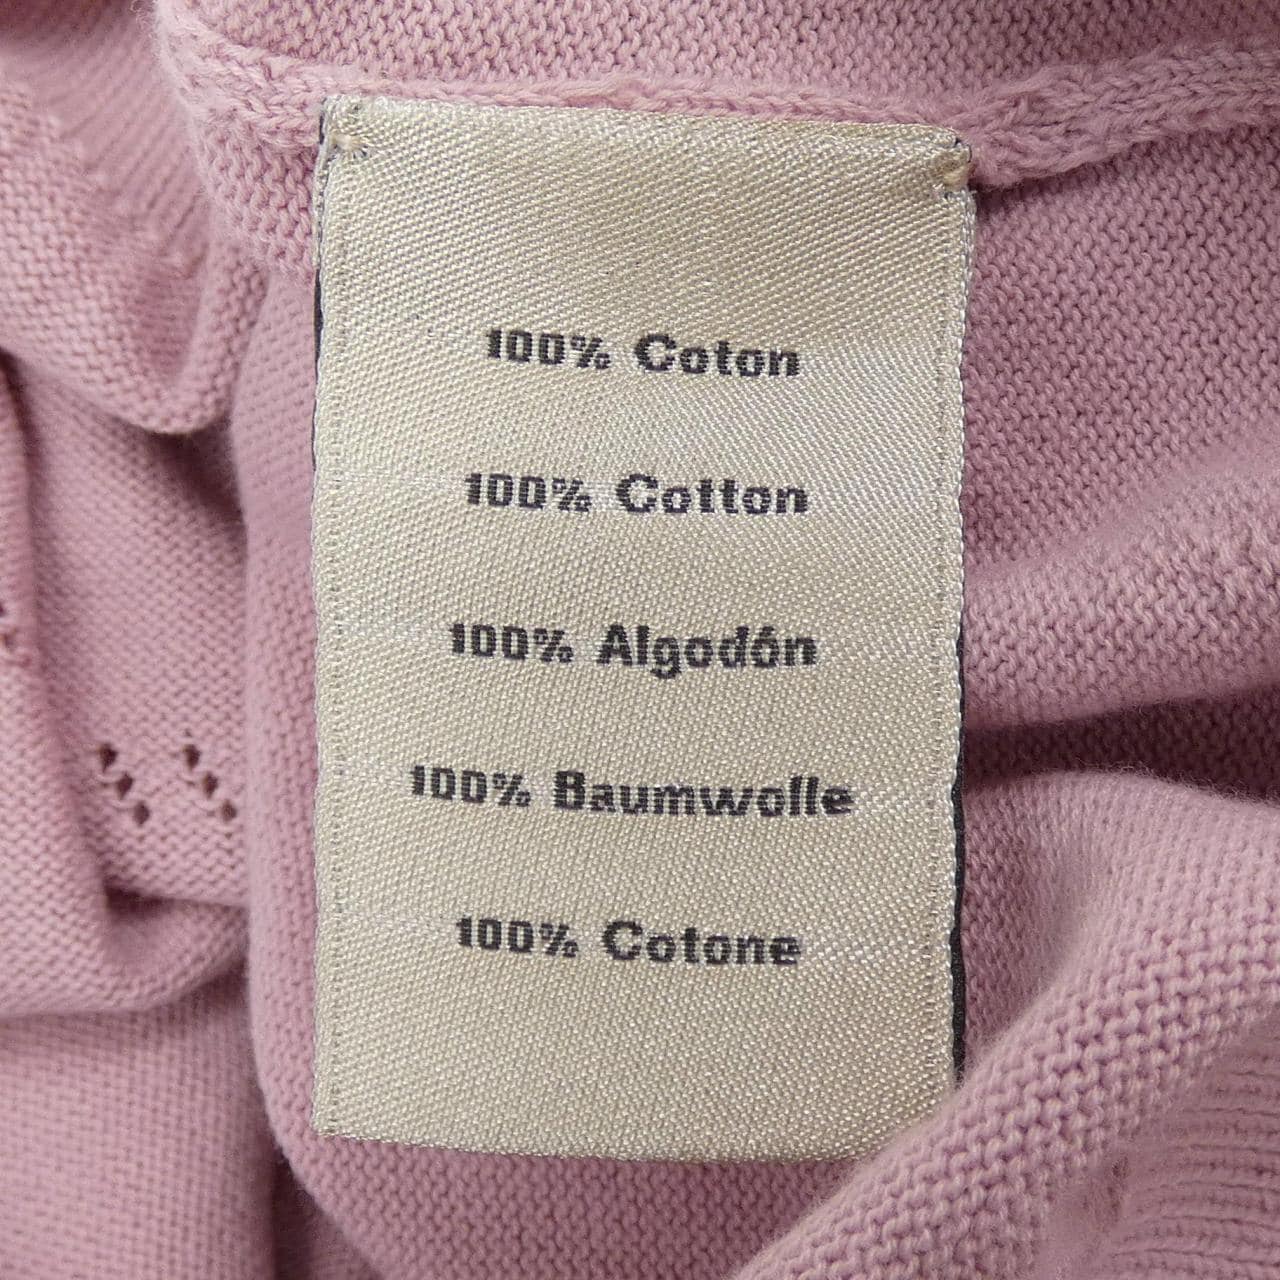 100% Coton
100% Cotton
100% Algodón
100% Baumwolle
100% Cotone